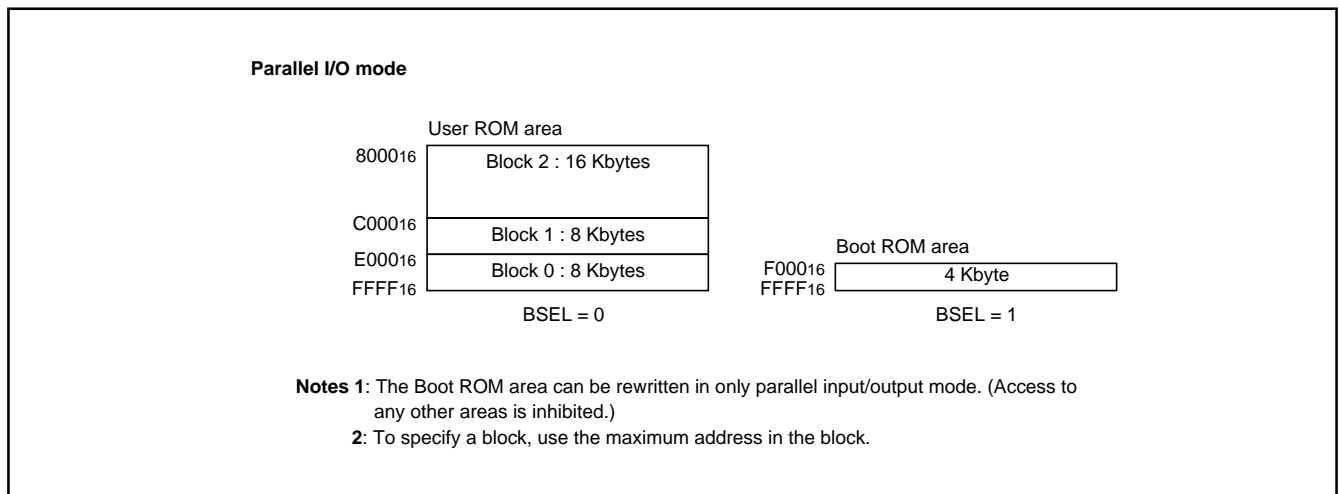 Parallel I/O mode
User ROM area
800016
Block 2 : 16 Kbytes
C00016
Block 1 : 8 Kbytes
E00016
Block 0 : 8 Kbytes
FFFF16
BSEL = 0
Boot ROM area
F00016
4 Kbyte
FFFF16
BSEL = 1
Notes 1: The Boot ROM area can be rewritten in only parallel input/output mode. (Access to
any other areas is inhibited.)
2: To specify a block, use the maximum address in the block.